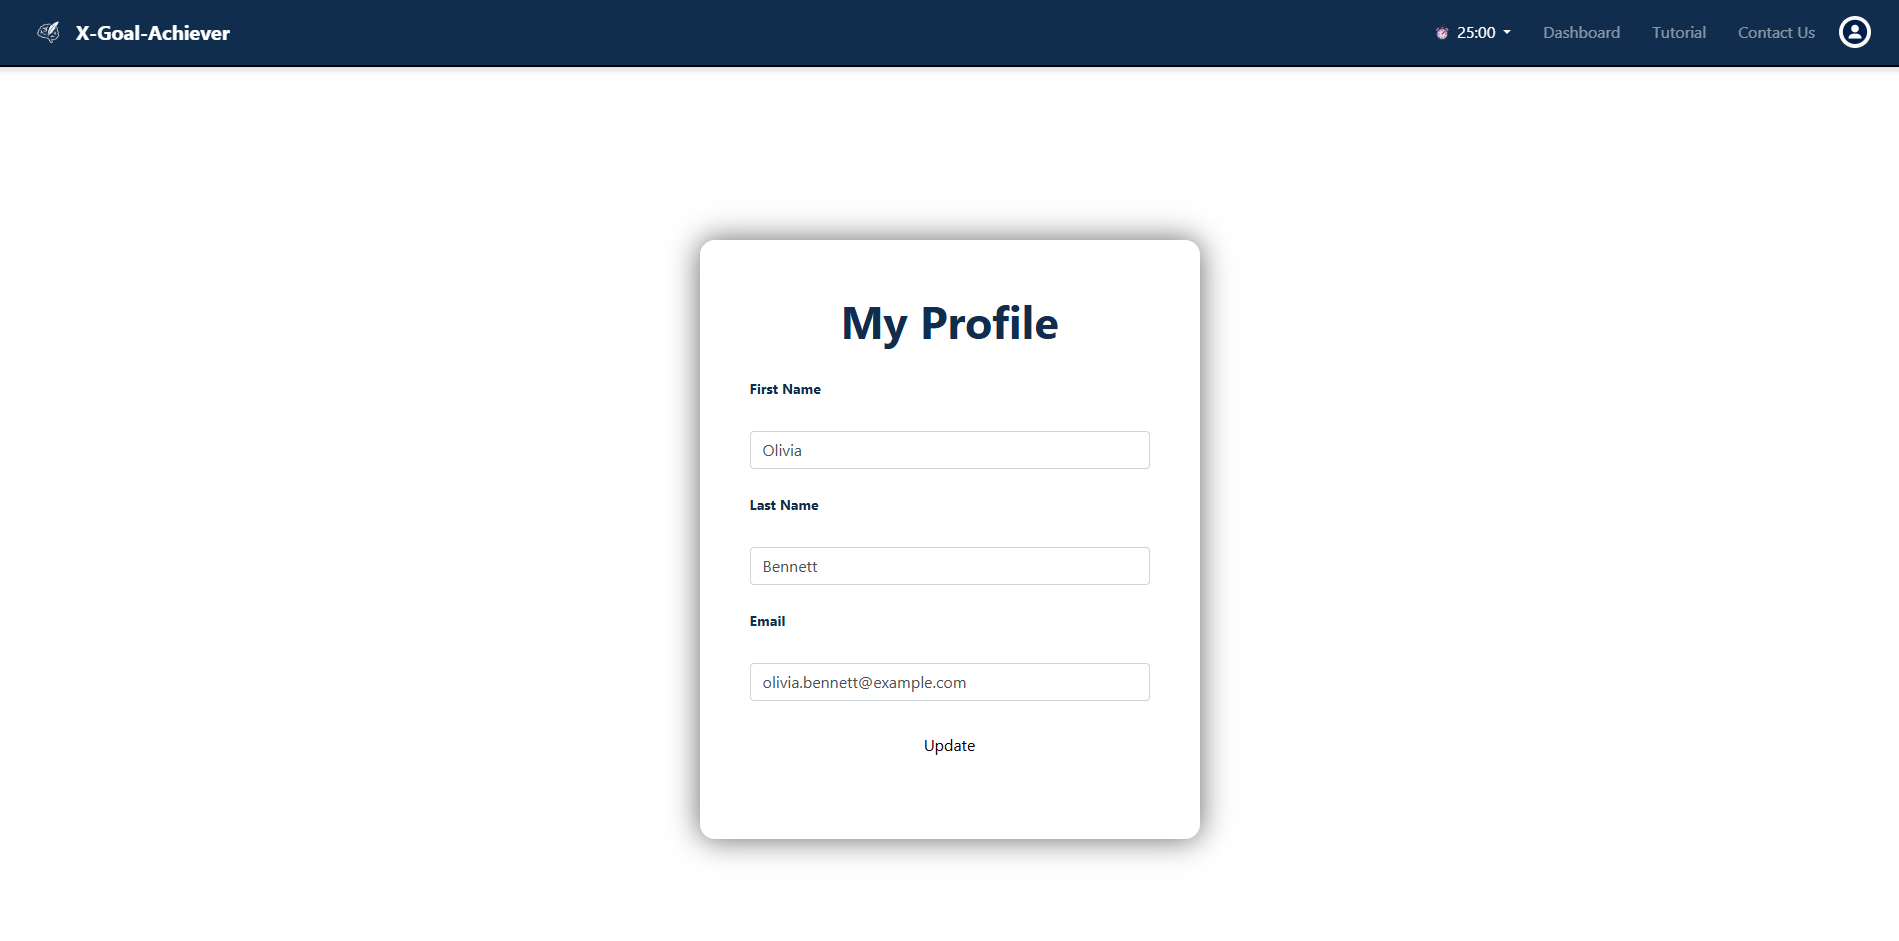 X-Goal-Achiever
25:00
Dashboard
Tutorial
Contact Us
My Profile
First Name
Olivia
Last Name
Bennett
Email
olivia.bennett@example.com
Update